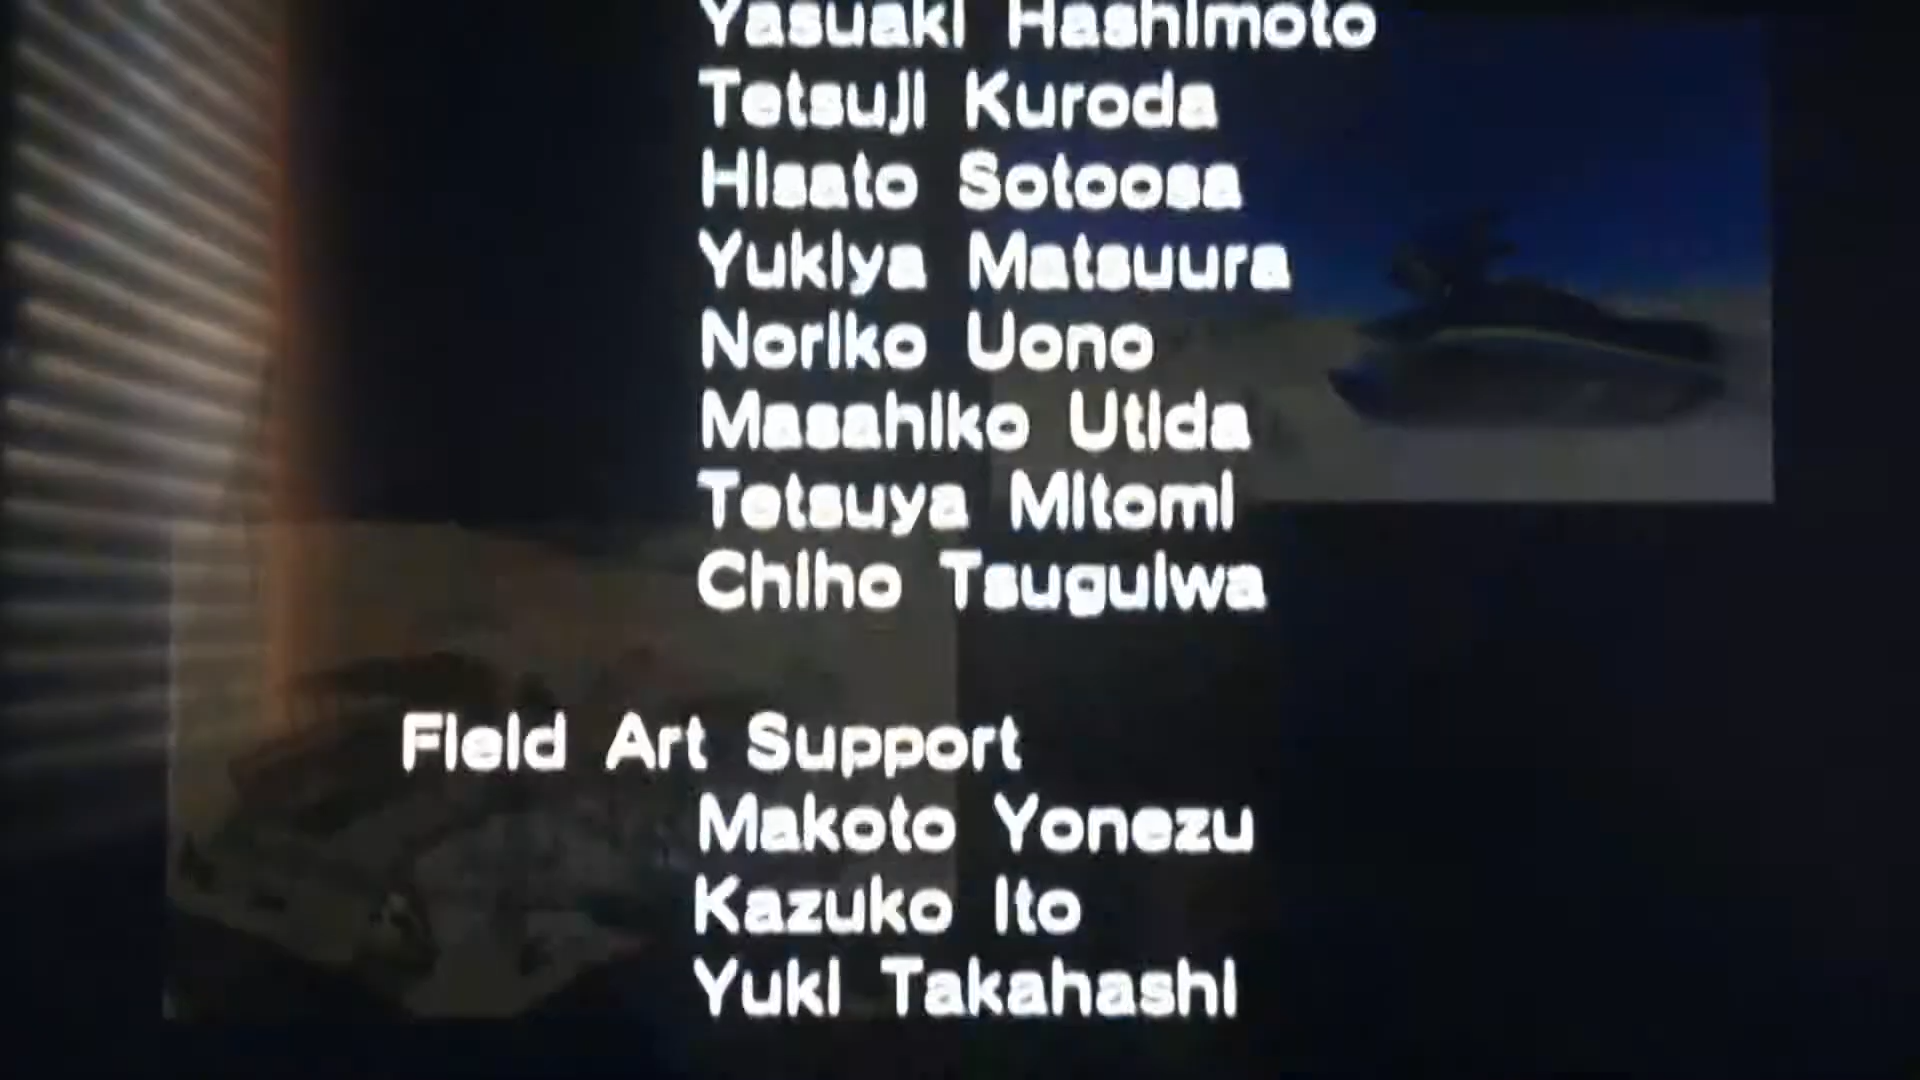 Yasuaki Hashimoto
Tetsuji Kuroda
Hisato Sotoosa
Yukiya Matsuura
Noriko Uono
Masahiko Utida
Tetsuya Mitomi
Chiho Tsuguiwa
Field Art Support
Makoto Yonezu
Kazuko Ito
Yuki Takahashi